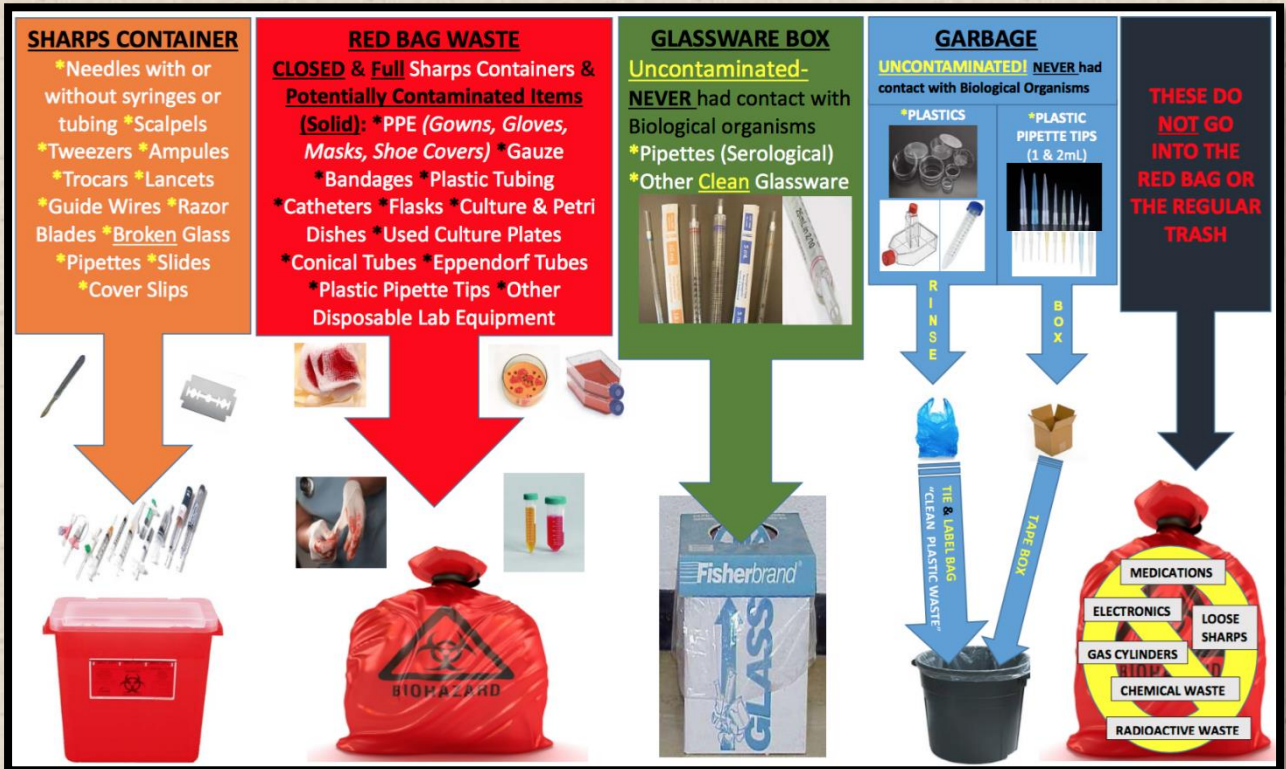 SHARPS CONTAINER
*Needles with or
without syringes or
tubing *Scalpels
*Tweezers *Ampules
*Trocars *Lancets
*Guide Wires *Razor
Blades *Broken Glass
*Pipettes *Slides
*Cover Slips
RED BAG WASTE
CLOSED & Full Sharps Containers &
Potentially Contaminated Items
(Solid): *PPE (Gowns, Gloves,
Masks, Shoe Covers) *Gauze
*Bandages *Plastic Tubing
*Catheters *Flasks *Culture & Petri
Dishes *Used Culture Plates
*Conical Tubes *Eppendorf Tubes
*Plastic Pipette Tips *Other
Disposable Lab Equipment
BIOHAZARD
GLASSWARE BOX
Uncontaminated-
NEVER had contact with
Biological organisms
*Pipettes (Serological)
*Other Clean Glassware
Fisherbrand®
GLASS
GARBAGE
UNCONTAMINATED! NEVER had
contact with Biological Organisms
*PLASTICS
*PLASTIC
PIPETTE TIPS
(1 & 2mL)
RINSE
BOX
TIE & LABEL BAG
"CLEAN PLASTIC WASTE"
TAPE BOX
THESE DO
NOT GO
INTO THE
RED BAG OR
THE REGULAR
TRASH
MEDICATIONS
ELECTRONICS
LOOSE
SHARPS
GAS CYLINDERS
BIOHAZARD
CHEMICAL WASTE
RADIOACTIVE WASTE